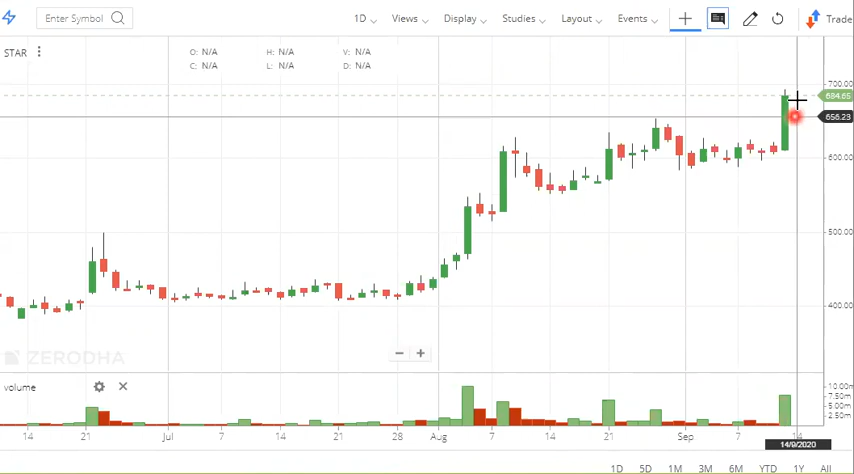 Enter Symbol 1D Views Display Studies Layout Events Trade
STAR O: N/A H: N/A V: N/A
C: N/A L: N/A D: N/A
700.00
684.65
656.23
600.00
500.00
400.00
ZERODHA
volume
10.00m
7.50m
5.00m
2.50m
14 21 Jul 7 14 21 28 Aug 7 14 21 Sep 7 14
14/9/2020
1D 5D 1M 3M 6M YTD 1Y All